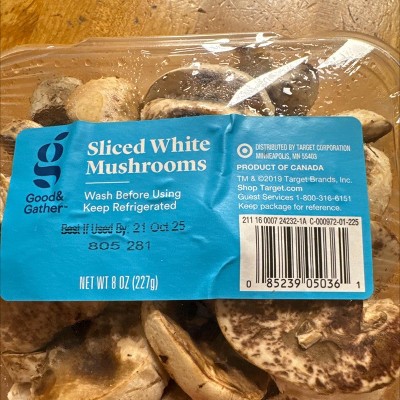 Good&
Gather™
Sliced White
Mushrooms
Wash Before Using
Keep Refrigerated
Best If Used By: 21 Oct 25
805 281
NET WT 8 OZ (227g)
DISTRIBUTED BY TARGET CORPORATION
MINNEAPOLIS, MN 55403
PRODUCT OF CANADA
TM & ©2019 Target Brands, Inc.
Shop Target.com
Guest Services 1-800-316-6151
Keep package for reference.
211 16 0007 24232-1A C-000972-01-225
0 85239 05036 1